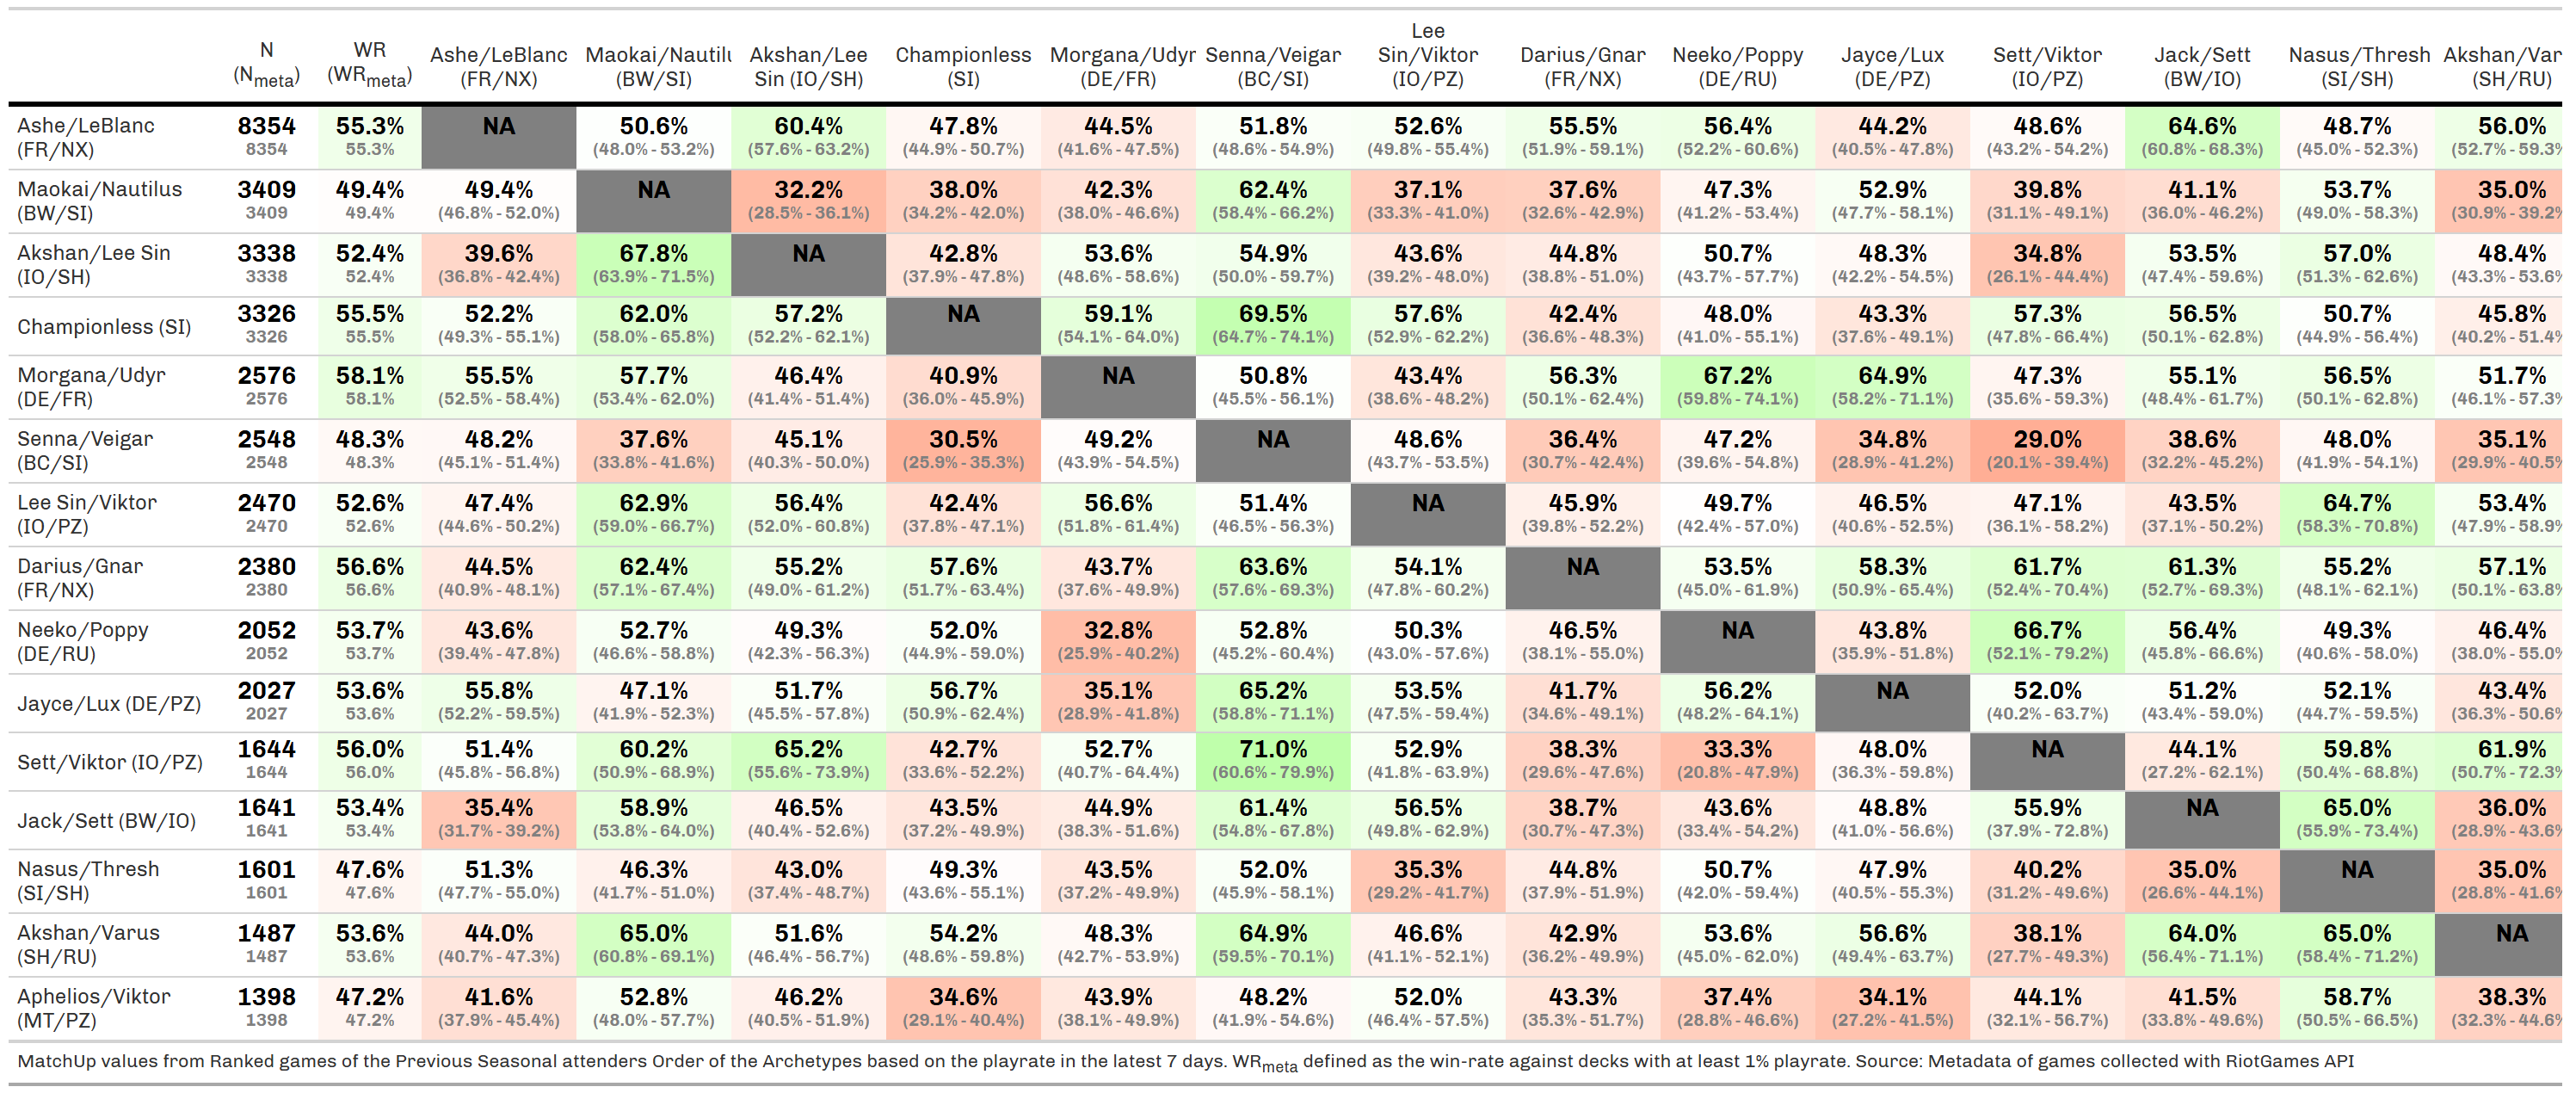 N (Nmeta) WR (WRmeta) Ashe/LeBlanc (FR/NX) Maokai/Nautilu (BW/SI) Akshan/Lee Sin (IO/SH) Championless (SI) Morgana/Udyr (DE/FR) Senna/Veigar (BC/SI) Lee Sin/Viktor (IO/PZ) Darius/Gnar (FR/NX) Neeko/Poppy (DE/RU) Jayce/Lux (DE/PZ) Sett/Viktor (IO/PZ) Jack/Sett (BW/IO) Nasus/Thresh (SI/SH) Akshan/Var (SH/RU)
Ashe/LeBlanc 8354 55.3% NA 50.6% 60.4% 47.8% 44.5% 51.8% 52.6% 55.5% 56.4% 44.2% 48.6% 64.6% 48.7% 56.0%
(FR/NX) 8354 55.3% (48.0% - 53.2%) (57.6% - 63.2%) (44.9% - 50.7%) (41.6% - 47.5%) (48.6% - 54.9%) (49.8% - 55.4%) (51.9% - 59.1%) (52.2% - 60.6%) (40.5% - 47.8%) (43.2% - 54.2%) (60.8% - 68.3%) (45.0% - 52.3%) (52.7% - 59.3%
Maokai/Nautilus 3409 49.4% 49.4% NA 32.2% 38.0% 42.3% 62.4% 37.1% 37.6% 47.3% 52.9% 39.8% 41.1% 53.7% 35.0%
(BW/SI) 3409 49.4% (46.8% - 52.0%) (28.5% - 36.1%) (34.2% - 42.0%) (38.0% - 46.6%) (58.4% - 66.2%) (33.3% - 41.0%) (32.6% - 42.9%) (41.2% - 53.4%) (47.7% - 58.1%) (31.1% - 49.1%) (36.0% - 46.2%) (49.0% - 58.3%) (30.9% - 39.2%
Akshan/Lee Sin 3338 52.4% 39.6% 67.8% NA 42.8% 53.6% 54.9% 43.6% 44.8% 50.7% 48.3% 34.8% 53.5% 57.0% 48.4%
(IO/SH) 3338 52.4% (36.8% - 42.4%) (63.9% - 71.5%) (37.9% - 47.8%) (48.6% - 58.6%) (50.0% - 59.7%) (39.2% - 48.0%) (38.8% - 51.0%) (43.7% - 57.7%) (42.2% - 54.5%) (26.1% - 44.4%) (47.4% - 59.6%) (51.3% - 62.6%) (43.3% - 53.6%
Championless (SI) 3326 55.5% 52.2% 62.0% 57.2% NA 59.1% 69.5% 57.6% 42.4% 48.0% 43.3% 57.3% 56.5% 50.7% 45.8%
3326 55.5% (49.3% - 55.1%) (58.0% - 65.8%) (52.2% - 62.1%) (54.1% - 64.0%) (64.7% - 74.1%) (52.9% - 62.2%) (36.6% - 48.3%) (41.0% - 55.1%) (37.6% - 49.1%) (47.8% - 66.4%) (50.1% - 62.8%) (44.9% - 56.4%) (40.2% - 51.4%
Morgana/Udyr 2576 58.1% 55.5% 57.7% 46.4% 40.9% NA 50.8% 43.4% 56.3% 67.2% 64.9% 47.3% 55.1% 56.5% 51.7%
(DE/FR) 2576 58.1% (52.5% - 58.4%) (53.4% - 62.0%) (41.4% - 51.4%) (36.0% - 45.9%) (45.5% - 56.1%) (38.6% - 48.2%) (50.1% - 62.4%) (59.8% - 74.1%) (58.2% - 71.1%) (35.6% - 59.3%) (48.4% - 61.7%) (50.1% - 62.8%) (46.1% - 57.3%
Senna/Veigar 2548 48.3% 48.2% 37.6% 45.1% 30.5% 49.2% NA 48.6% 36.4% 47.2% 34.8% 29.0% 38.6% 48.0% 35.1%
(BC/SI) 2548 48.3% (45.1% - 51.4%) (33.8% - 41.6%) (40.3% - 50.0%) (25.9% - 35.3%) (43.9% - 54.5%) (43.7% - 53.5%) (30.7% - 42.4%) (39.6% - 54.8%) (28.9% - 41.2%) (20.1% - 39.4%) (32.2% - 45.2%) (41.9% - 54.1%) (29.9% - 40.5%
Lee Sin/Viktor 2470 52.6% 47.4% 62.9% 56.4% 42.4% 56.6% 51.4% NA 45.9% 49.7% 46.5% 47.1% 43.5% 64.7% 53.4%
(IO/PZ) 2470 52.6% (44.6% - 50.2%) (59.0% - 66.7%) (52.0% - 60.8%) (37.8% - 47.1%) (51.8% - 61.4%) (46.5% - 56.3%) (39.8% - 52.2%) (42.4% - 57.0%) (40.6% - 52.5%) (36.1% - 58.2%) (37.1% - 50.2%) (58.3% - 70.8%) (47.9% - 58.9%
Darius/Gnar 2380 56.6% 44.5% 62.4% 55.2% 57.6% 43.7% 63.6% 54.1% NA 53.5% 58.3% 61.7% 61.3% 55.2% 57.1%
(FR/NX) 2380 56.6% (40.9% - 48.1%) (57.1% - 67.4%) (49.0% - 61.2%) (51.7% - 63.4%) (37.6% - 49.9%) (57.6% - 69.3%) (47.8% - 60.2%) (45.0% - 61.9%) (50.9% - 65.4%) (52.4% - 70.4%) (52.7% - 69.3%) (48.1% - 62.1%) (50.1% - 63.8%
Neeko/Poppy 2052 53.7% 43.6% 52.7% 49.3% 52.0% 32.8% 52.8% 50.3% 46.5% NA 43.8% 66.7% 56.4% 49.3% 46.4%
(DE/RU) 2052 53.7% (39.4% - 47.8%) (46.6% - 58.8%) (42.3% - 56.3%) (44.9% - 59.0%) (25.9% - 40.2%) (45.2% - 60.4%) (43.0% - 57.6%) (38.1% - 55.0%) (35.9% - 51.8%) (52.1% - 79.2%) (45.8% - 66.6%) (40.6% - 58.0%) (38.0% - 55.0%
Jayce/Lux (DE/PZ) 2027 53.6% 55.8% 47.1% 51.7% 56.7% 35.1% 65.2% 53.5% 41.7% 56.2% NA 52.0% 51.2% 52.1% 43.4%
2027 53.6% (52.2% - 59.5%) (41.9% - 52.3%) (45.5% - 57.8%) (50.9% - 62.4%) (28.9% - 41.8%) (58.8% - 71.1%) (47.5% - 59.4%) (34.6% - 49.1%) (48.2% - 64.1%) (40.2% - 63.7%) (43.4% - 59.0%) (44.7% - 59.5%) (36.3% - 50.6%
Sett/Viktor (IO/PZ) 1644 56.0% 51.4% 60.2% 65.2% 42.7% 52.7% 71.0% 52.9% 38.3% 33.3% 48.0% NA 44.1% 59.8% 61.9%
1644 56.0% (45.8% - 56.8%) (50.9% - 68.9%) (55.6% - 73.9%) (33.6% - 52.2%) (40.7% - 64.4%) (60.6% - 79.9%) (41.8% - 63.9%) (29.6% - 47.6%) (20.8% - 47.9%) (36.3% - 59.8%) (27.2% - 62.1%) (50.4% - 68.8%) (50.7% - 72.3%
Jack/Sett (BW/IO) 1641 53.4% 35.4% 58.9% 46.5% 43.5% 44.9% 61.4% 56.5% 38.7% 43.6% 48.8% 55.9% NA 65.0% 36.0%
1641 53.4% (31.7% - 39.2%) (53.8% - 64.0%) (40.4% - 52.6%) (37.2% - 49.9%) (38.3% - 51.6%) (54.8% - 67.8%) (49.8% - 62.9%) (30.7% - 47.3%) (33.4% - 54.2%) (41.0% - 56.6%) (37.9% - 72.8%) (55.9% - 73.4%) (28.9% - 43.6%
Nasus/Thresh 1601 47.6% 51.3% 46.3% 43.0% 49.3% 43.5% 52.0% 35.3% 44.8% 50.7% 47.9% 40.2% 35.0% NA 35.0%
(SI/SH) 1601 47.6% (47.7% - 55.0%) (41.7% - 51.0%) (37.4% - 48.7%) (43.6% - 55.1%) (37.2% - 49.9%) (45.9% - 58.1%) (29.2% - 41.7%) (37.9% - 51.9%) (42.0% - 59.4%) (40.5% - 55.3%) (31.2% - 49.6%) (26.6% - 44.1%) (28.8% - 41.6%
Akshan/Varus 1487 53.6% 44.0% 65.0% 51.6% 54.2% 48.3% 64.9% 46.6% 42.9% 53.6% 56.6% 38.1% 64.0% 65.0% NA
(SH/RU) 1487 53.6% (40.7% - 47.3%) (60.8% - 69.1%) (46.4% - 56.7%) (48.6% - 59.8%) (42.7% - 53.9%) (59.5% - 70.1%) (41.1% - 52.1%) (36.2% - 49.9%) (45.0% - 62.0%) (49.4% - 63.7%) (27.7% - 49.3%) (56.4% - 71.1%) (58.4% - 71.2%)
Aphelios/Viktor 1398 47.2% 41.6% 52.8% 46.2% 34.6% 43.9% 48.2% 52.0% 43.3% 37.4% 34.1% 44.1% 41.5% 58.7% 38.3%
(MT/PZ) 1398 47.2% (37.9% - 45.4%) (48.0% - 57.7%) (40.5% - 51.9%) (29.1% - 40.4%) (38.1% - 49.9%) (41.9% - 54.6%) (46.4% - 57.5%) (35.3% - 51.7%) (28.8% - 46.6%) (27.2% - 41.5%) (32.1% - 56.7%) (33.8% - 49.6%) (50.5% - 66.5%) (32.3% - 44.6%
MatchUp values from Ranked games of the Previous Seasonal attenders Order of the Archetypes based on the playrate in the latest 7 days. WRmeta defined as the win-rate against decks with at least 1% playrate. Source: Metadata of games collected with RiotGames API